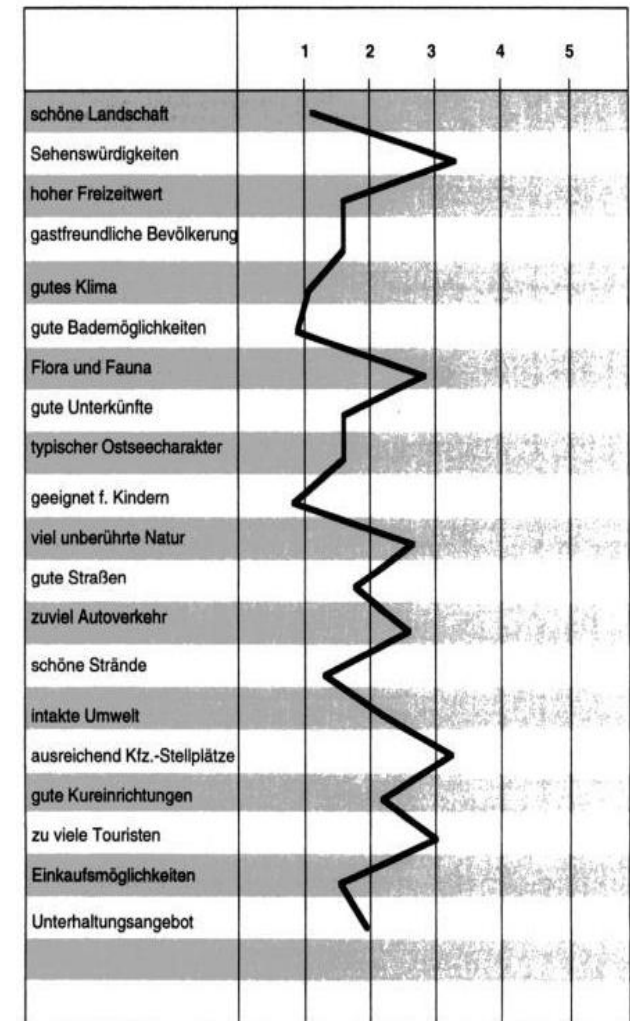 1 2 3 4 5
schöne Landschaft
Sehenswürdigkeiten
hoher Freizeitwert
gastfreundliche Bevölkerung
gutes Klima
gute Bademöglichkeiten
Flora und Fauna
gute Unterkünfte
typischer Ostseecharakter
geeignet f. Kindern
viel unberührte Natur
gute Straßen
zuviel Autoverkehr
schöne Strände
intakte Umwelt
ausreichend Kfz.-Stellplätze
gute Kureinrichtungen
zu viele Touristen
Einkaufsmöglichkeiten
Unterhaltungsangebot